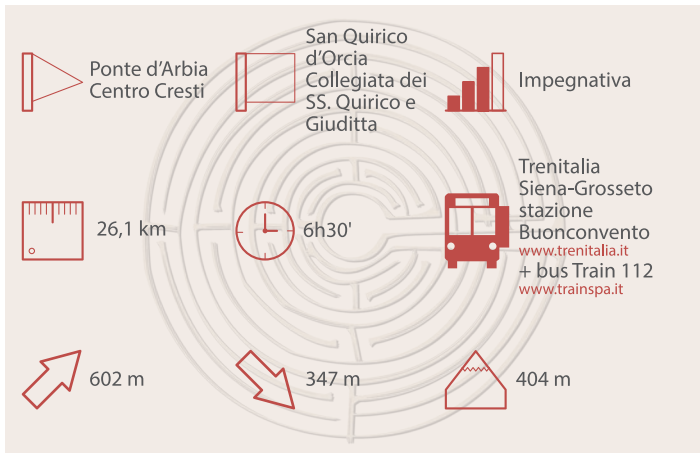 Ponte d'Arbia
Centro Cresti
San Quirico
d'Orcia
Collegiata dei
SS. Quirico e
Giuditta
Impegnativa
26,1 km
6h30'
Trenitalia
Siena-Grosseto
stazione
Buonconvento
www.trenitalia.it
+ bus Train 112
www.trainspa.it
602 m
347 m
404 m